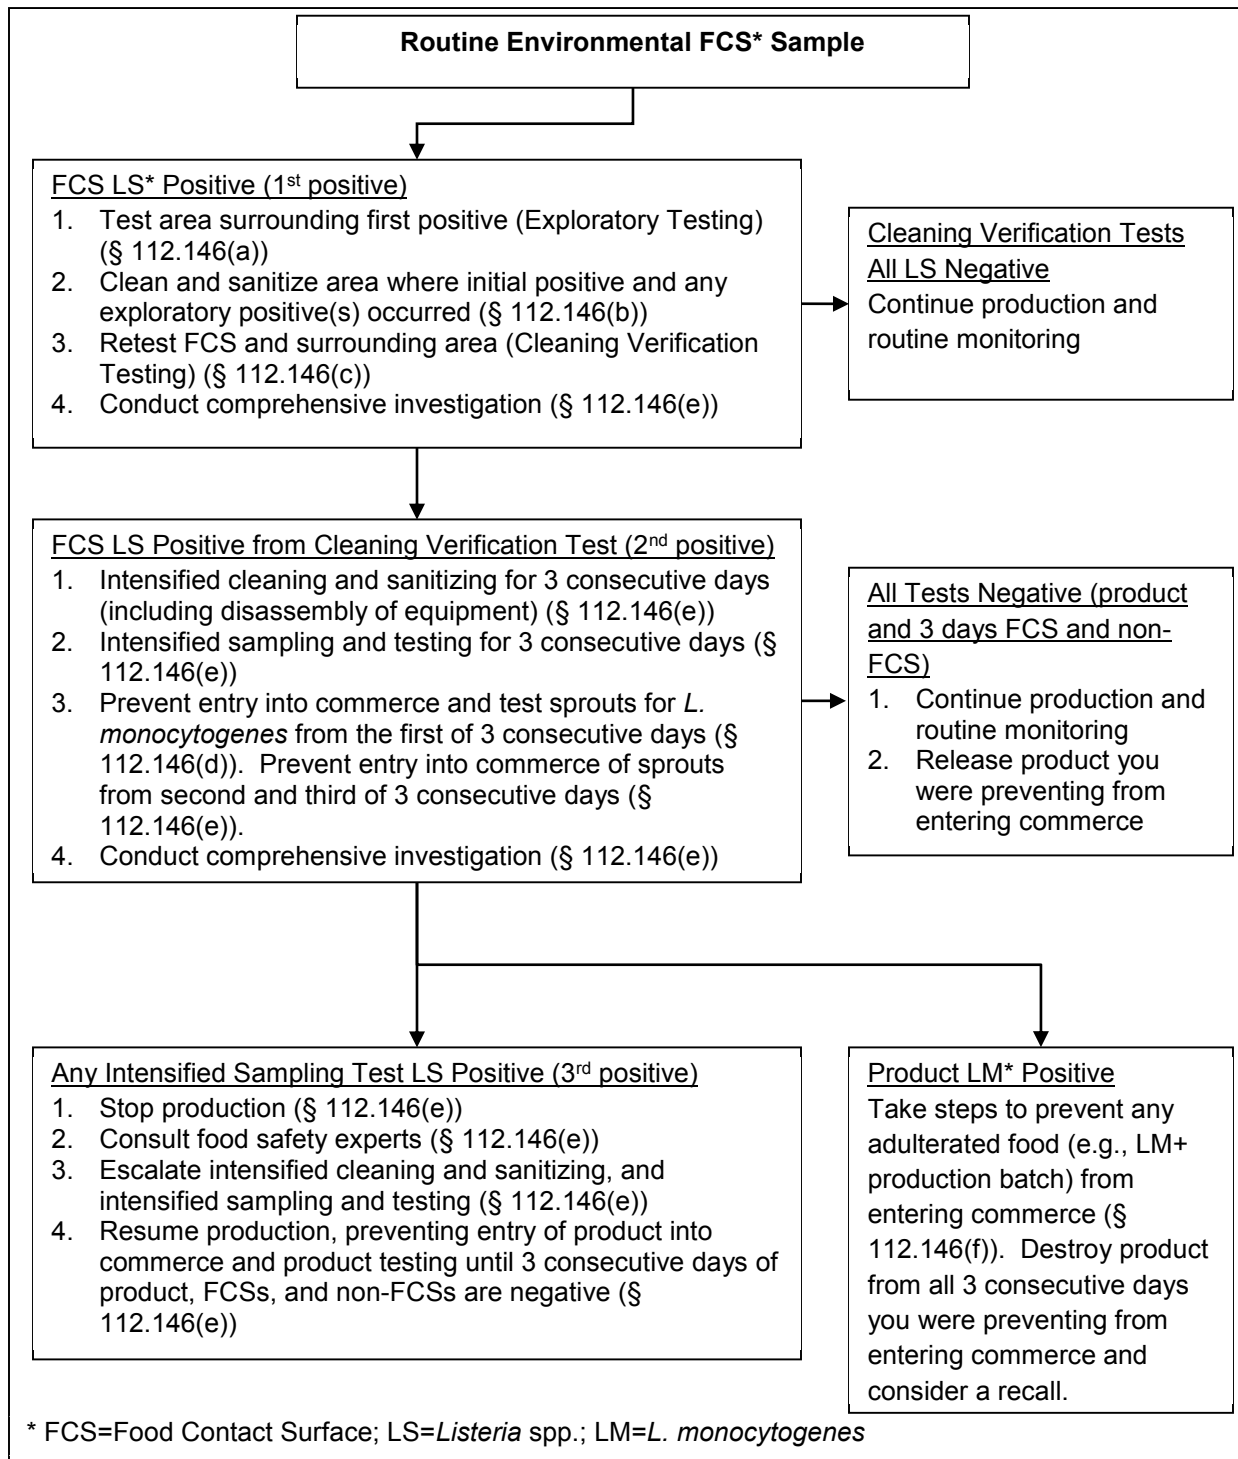 Routine Environmental FCS* Sample
FCS LS* Positive (1st positive)
1. Test area surrounding first positive (Exploratory Testing)
(§ 112.146(a))
2. Clean and sanitize area where initial positive and any
exploratory positive(s) occurred (§ 112.146(b))
3. Retest FCS and surrounding area (Cleaning Verification
Testing) (§ 112.146(c))
4. Conduct comprehensive investigation (§ 112.146(e))
Cleaning Verification Tests
All LS Negative
Continue production and
routine monitoring
FCS LS Positive from Cleaning Verification Test (2nd positive)
1. Intensified cleaning and sanitizing for 3 consecutive days
(including disassembly of equipment) (§ 112.146(e))
2. Intensified sampling and testing for 3 consecutive days (§
112.146(e))
3. Prevent entry into commerce and test sprouts for L.
monocytogenes from the first of 3 consecutive days (§
112.146(d)). Prevent entry into commerce of sprouts
from second and third of 3 consecutive days (§
112.146(e)).
4. Conduct comprehensive investigation (§ 112.146(e))
All Tests Negative (product
and 3 days FCS and non-
FCS)
1. Continue production and
routine monitoring
2. Release product you
were preventing from
entering commerce
Any Intensified Sampling Test LS Positive (3rd positive)
1. Stop production (§ 112.146(e))
2. Consult food safety experts (§ 112.146(e))
3. Escalate intensified cleaning and sanitizing, and
intensified sampling and testing (§ 112.146(e))
4. Resume production, preventing entry of product into
commerce and product testing until 3 consecutive days of
product, FCSs, and non-FCSs are negative (§
112.146(e))
Product LM* Positive
Take steps to prevent any
adulterated food (e.g., LM+
production batch) from
entering commerce (§
112.146(f)). Destroy product
from all 3 consecutive days
you were preventing from
entering commerce and
consider a recall.
* FCS=Food Contact Surface; LS=Listeria spp.; LM=L. monocytogenes